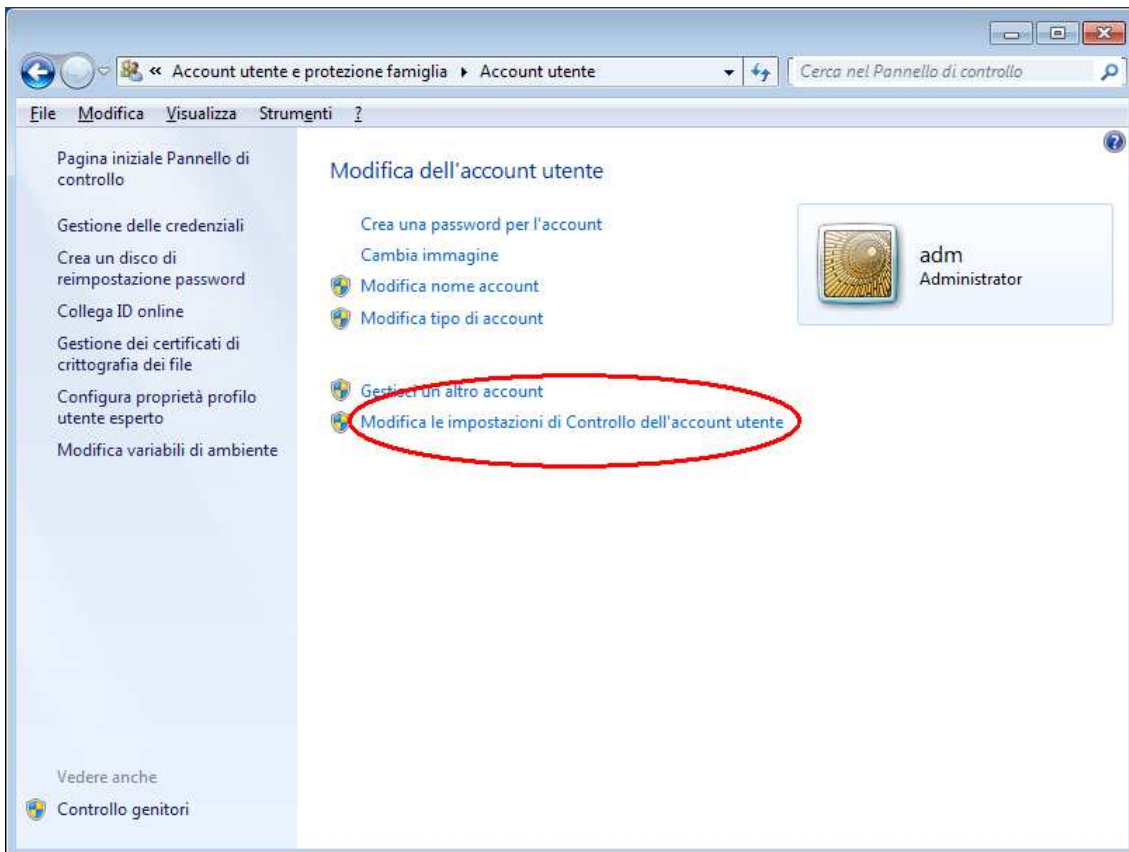 « Account utente e protezione famiglia ▸ Account utente
Cerca nel Pannello di controllo
File Modifica Visualizza Strumenti ?
Pagina iniziale Pannello di
controllo
Gestione delle credenziali
Crea un disco di
reimpostazione password
Collega ID online
Gestione dei certificati di
crittografia dei file
Configura proprietà profilo
utente esperto
Modifica variabili di ambiente
Vedere anche
Controllo genitori
Modifica dell'account utente
Crea una password per l'account
Cambia immagine
Modifica nome account
Modifica tipo di account
Gestisci un altro account
Modifica le impostazioni di Controllo dell'account utente
adm
Administrator